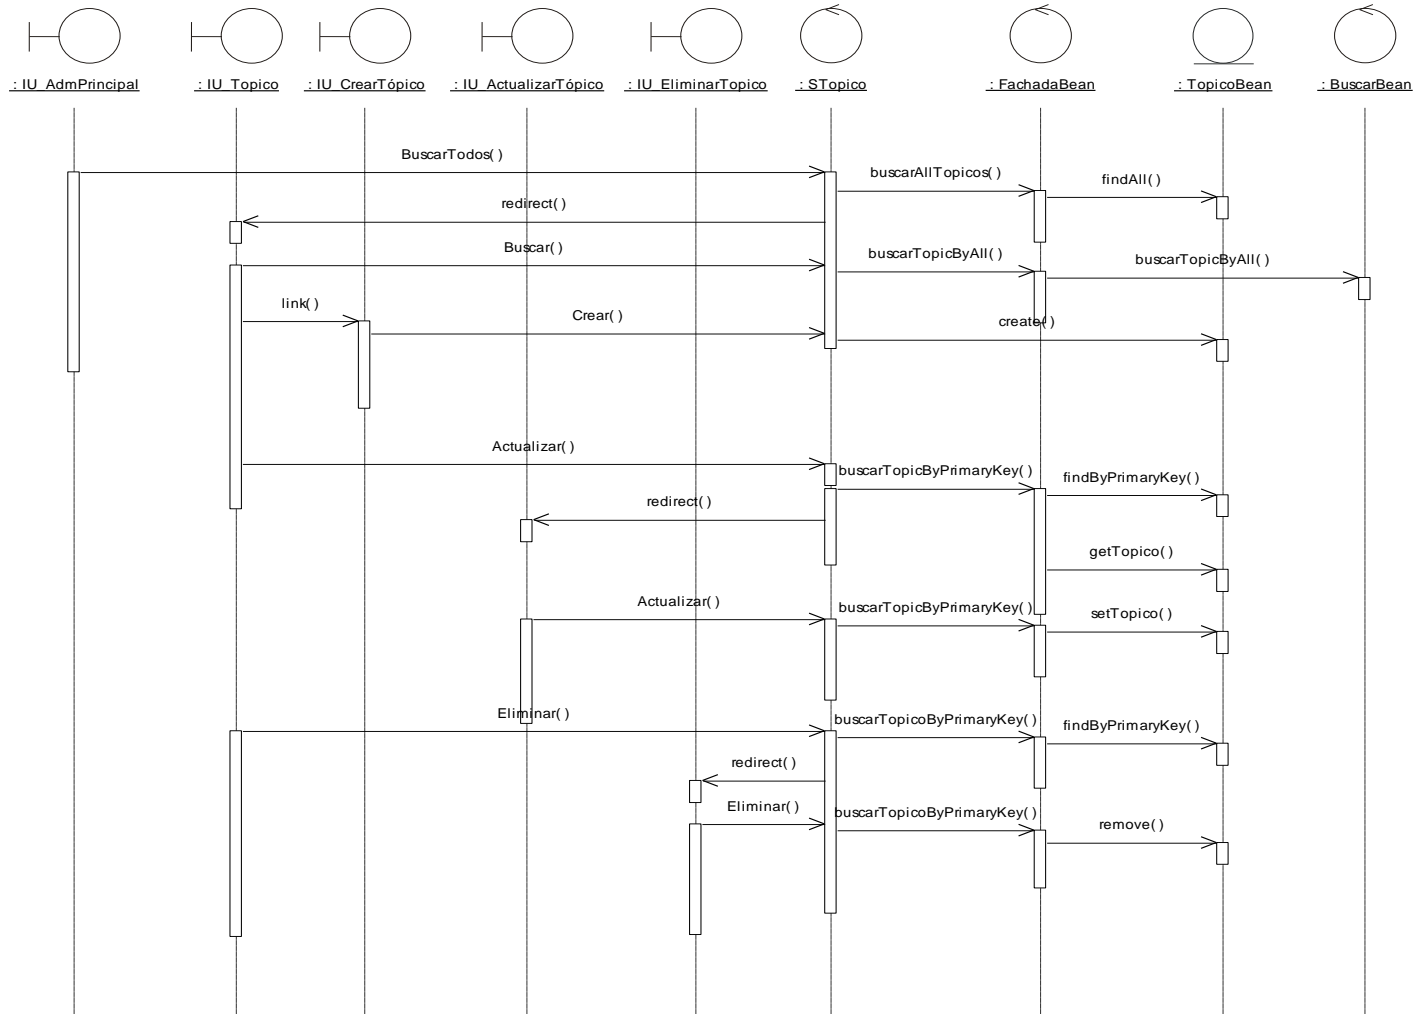 : IU_AdmPrincipal
: IU_Topico
: IU_CrearTópico
: IU_ActualizarTópico
: IU_EliminarTopico
: STopico
: FachadaBean
: TopicoBean
: BuscarBean
BuscarTodos( )
buscarAllTopicos( )
findAll( )
redirect( )
Buscar( )
buscarTopicByAll( )
buscarTopicByAll( )
link( )
Crear( )
create( )
Actualizar( )
buscarTopicByPrimaryKey( )
findByPrimaryKey( )
redirect( )
getTopico( )
Actualizar( )
buscarTopicByPrimaryKey( )
setTopico( )
Eliminar( )
buscarTopicoByPrimaryKey( )
findByPrimaryKey( )
redirect( )
Eliminar( )
buscarTopicoByPrimaryKey( )
remove( )